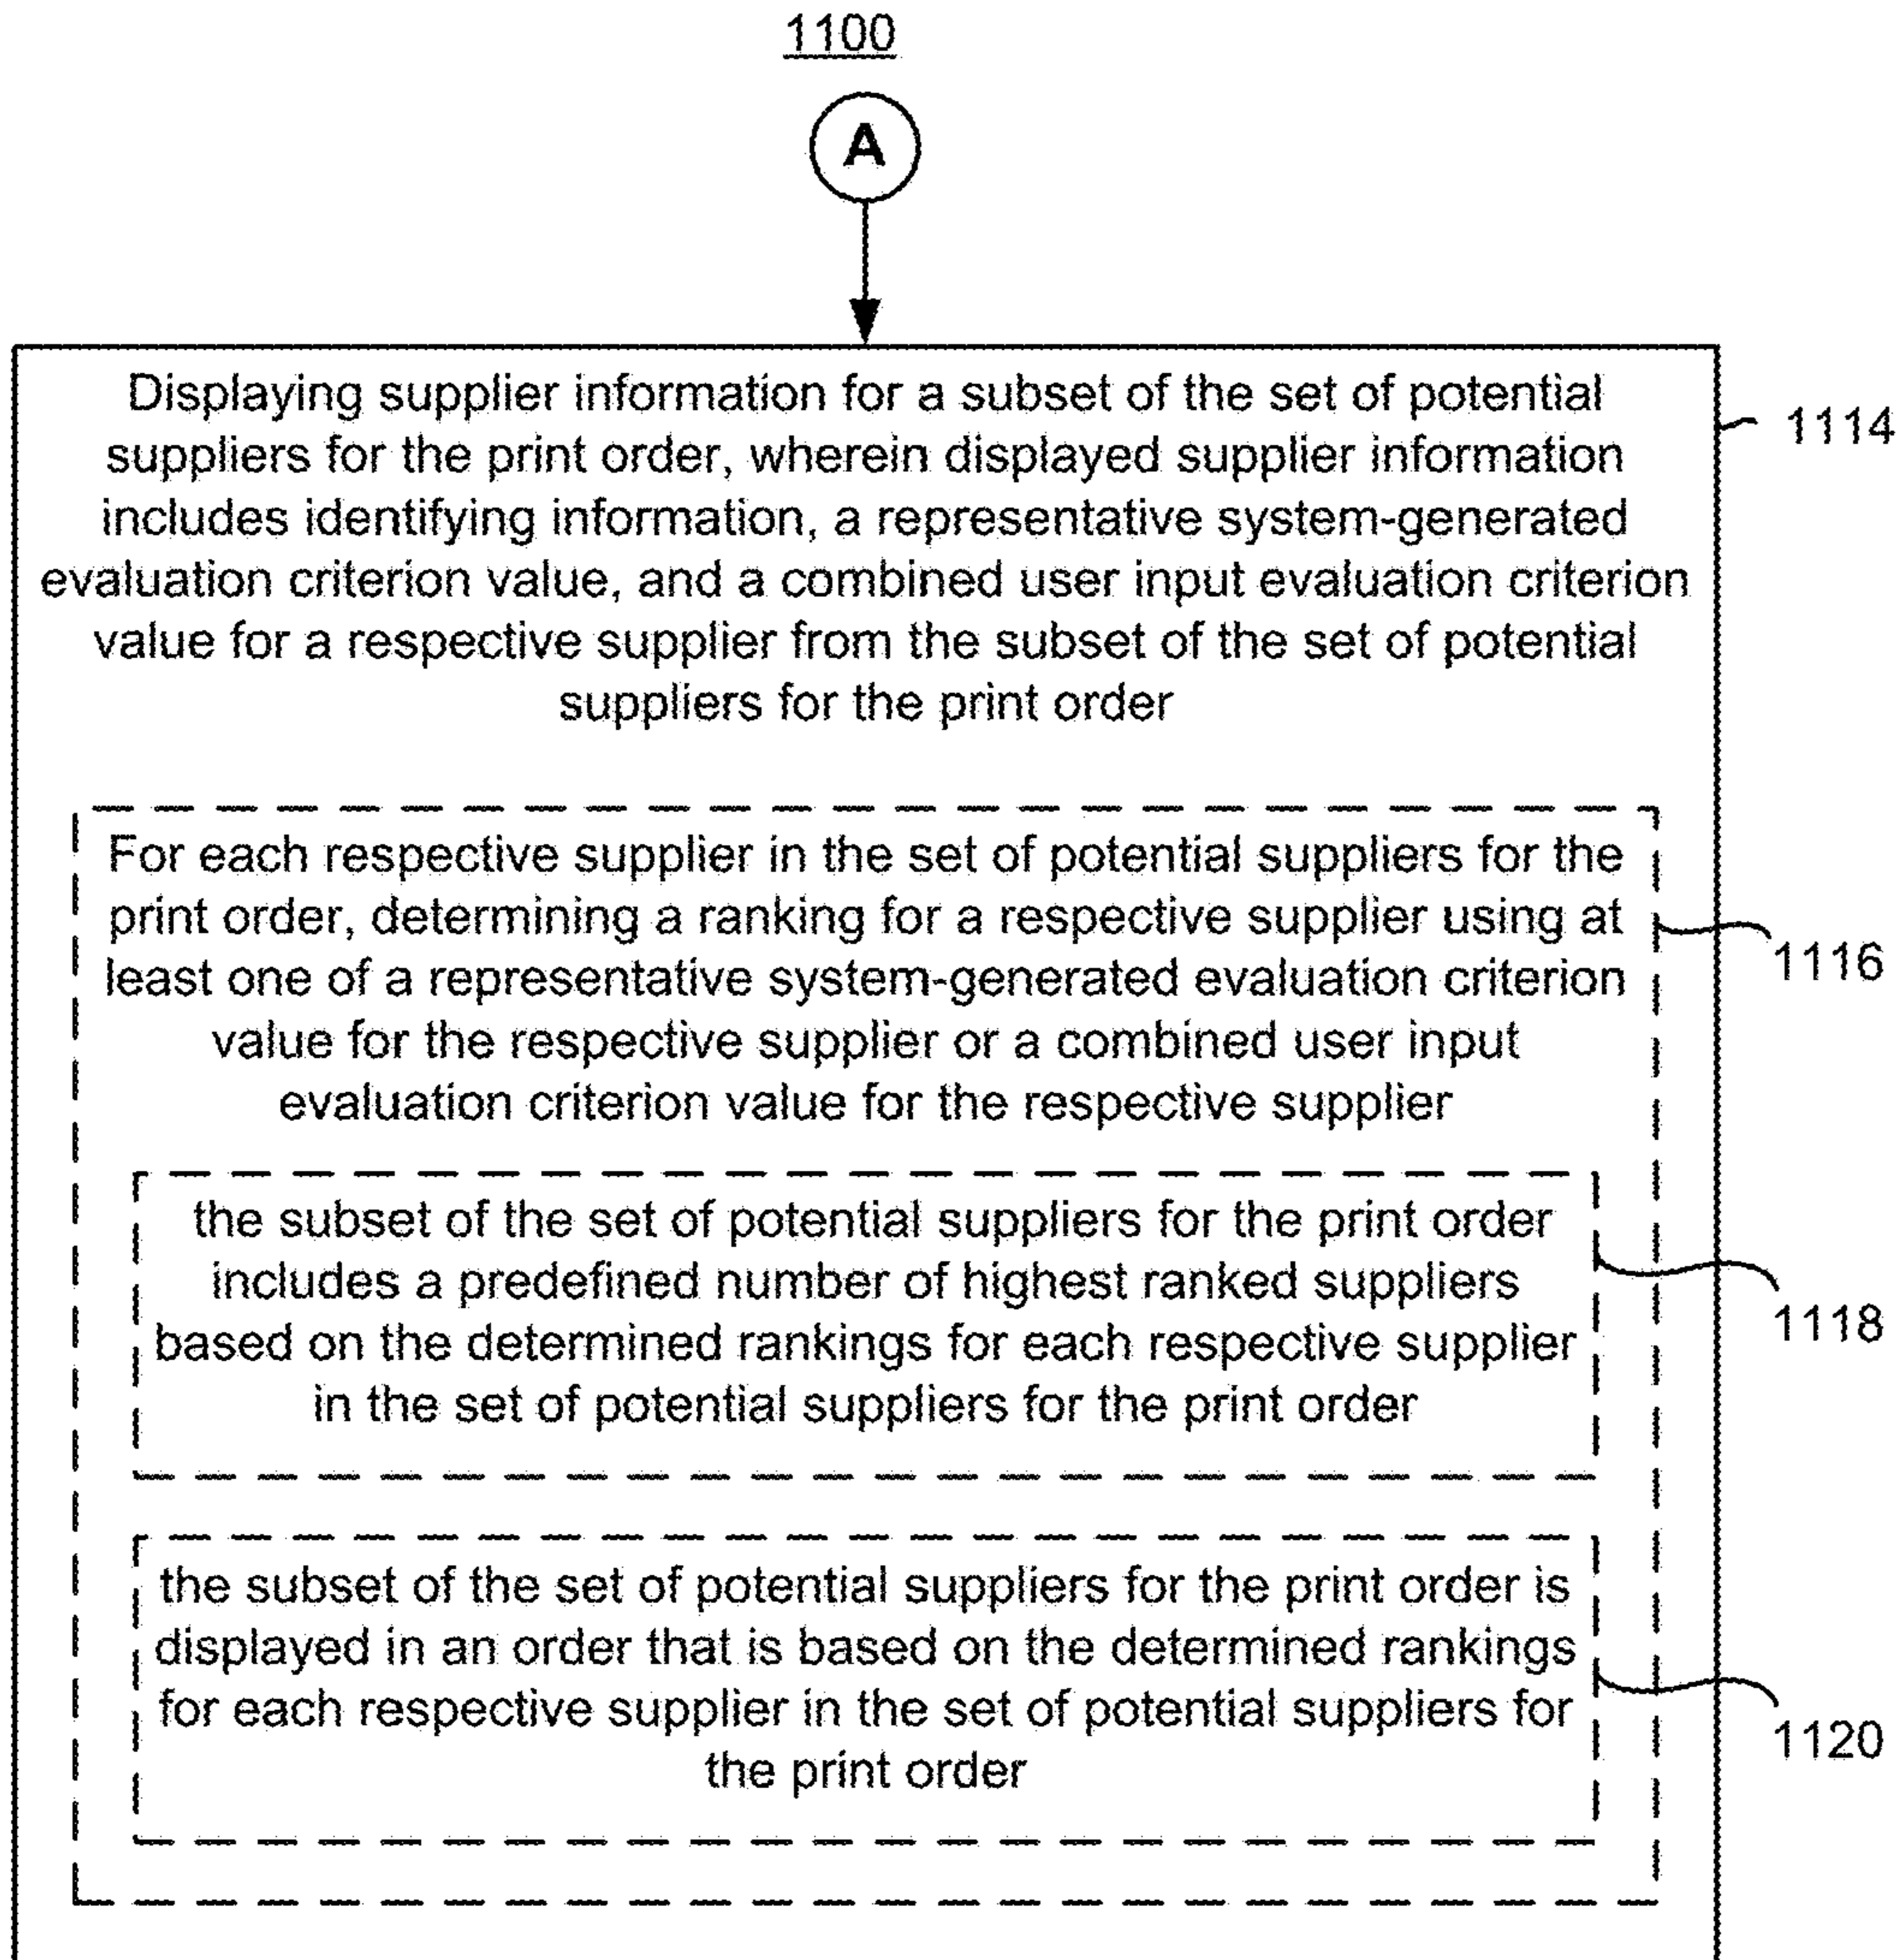 1100
A
Displaying supplier information for a subset of the set of potential
suppliers for the print order, wherein displayed supplier information
includes identifying information, a representative system-generated
evaluation criterion value, and a combined user input evaluation criterion
value for a respective supplier from the subset of the set of potential
suppliers for the print order
1114
For each respective supplier in the set of potential suppliers for the
print order, determining a ranking for a respective supplier using at
least one of a representative system-generated evaluation criterion
value for the respective supplier or a combined user input
evaluation criterion value for the respective supplier
1116
the subset of the set of potential suppliers for the print order
includes a predefined number of highest ranked suppliers
based on the determined rankings for each respective supplier
in the set of potential suppliers for the print order
1118
the subset of the set of potential suppliers for the print order is
displayed in an order that is based on the determined rankings
for each respective supplier in the set of potential suppliers for
the print order
1120